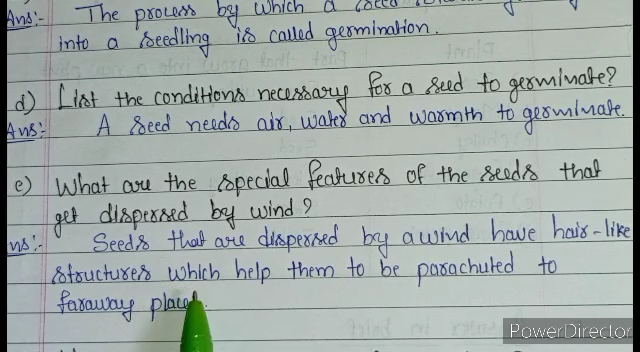 Ans:- The process by which a seed
into a seedling is called germination.
d) List the conditions necessary for a seed to germinate?
Ans:- A seed needs air, water and warmth to germinate.
e) What are the special features of the seeds that
get dispersed by wind?
ns:- Seeds that are dispersed by a wind have hair-like
structures which help them to be parachuted to
faraway places.
PowerDirector